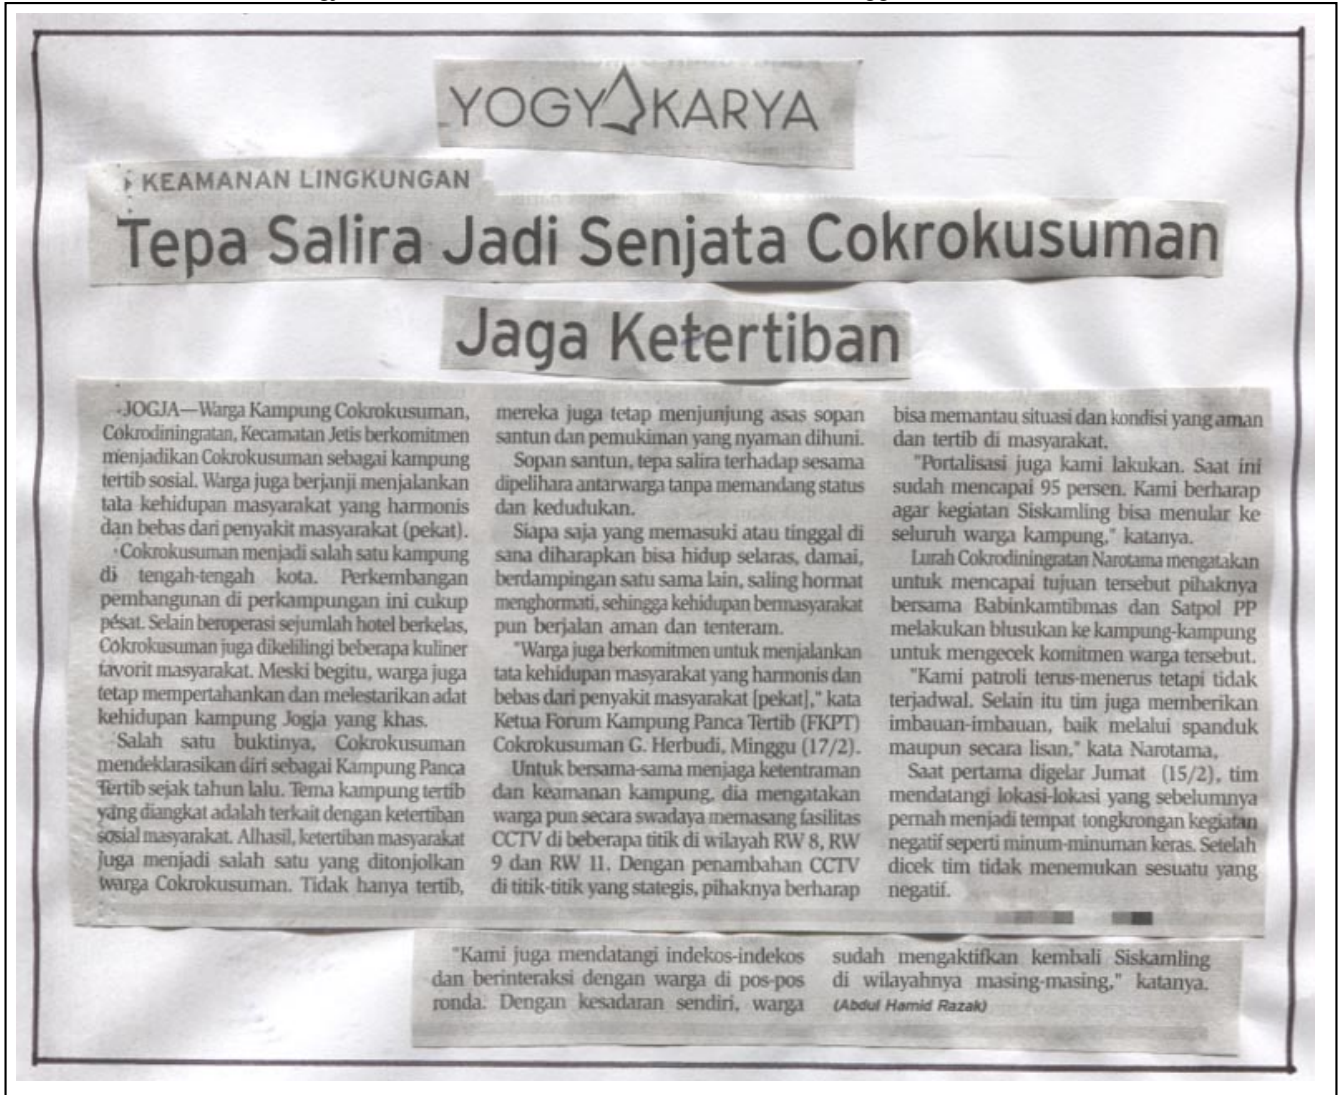 YOGYAKARYA
KEAMANAN LINGKUNGAN
Tepa Salira Jadi Senjata Cokrokusuman
Jaga Ketertiban
JOGJA—Warga Kampung Cokrokusuman,
Cokrodiningratan, Kecamatan Jetis berkomitmen
menjadikan Cokrokusuman sebagai kampung
tertib sosial. Warga juga berjanji menjalankan
tata kehidupan masyarakat yang harmonis
dan bebas dari penyakit masyarakat (pekat).
Cokrokusuman menjadi salah satu kampung
di tengah-tengah kota. Perkembangan
pembangunan di perkampungan ini cukup
pesat. Selain beroperasi sejumlah hotel berkelas,
Cokrokusuman juga dikelilingi beberapa kuliner
favorit masyarakat. Meski begitu, warga juga
tetap mempertahankan dan melestarikan adat
kehidupan kampung Jogja yang khas.
Salah satu buktinya, Cokrokusuman
mendeklarasikan diri sebagai Kampung Panca
Tertib sejak tahun lalu. Tema kampung tertib
yang diangkat adalah terkait dengan ketertiban
sosial masyarakat. Alhasil, ketertiban masyarakat
juga menjadi salah satu yang ditonjolkan
warga Cokrokusuman. Tidak hanya tertib,
mereka juga tetap menjunjung asas sopan
santun dan pemukiman yang nyaman dihuni.
Sopan santun, tepa salira terhadap sesama
dipelihara antarwarga tanpa memandang status
dan kedudukan.
Siapa saja yang memasuki atau tinggal di
sana diharapkan bisa hidup selaras, damai,
berdampingan satu sama lain, saling hormat
menghormati, sehingga kehidupan bermasyarakat
pun berjalan aman dan tenteram.
"Warga juga berkomitmen untuk menjalankan
tata kehidupan masyarakat yang harmonis dan
bebas dari penyakit masyarakat [pekat]," kata
Ketua Forum Kampung Panca Tertib (FKPT)
Cokrokusuman G. Herbudi, Minggu (17/2).
Untuk bersama-sama menjaga ketentraman
dan keamanan kampung, dia mengatakan
warga pun secara swadaya memasang fasilitas
CCTV di beberapa titik di wilayah RW 8, RW
9 dan RW 11. Dengan penambahan CCTV
di titik-titik yang stategis, pihaknya berharap
bisa memantau situasi dan kondisi yang aman
dan tertib di masyarakat.
"Portalisasi juga kami lakukan. Saat ini
sudah mencapai 95 persen. Kami berharap
agar kegiatan Siskamling bisa menular ke
seluruh warga kampung," katanya.
Lurah Cokrodiningratan Narotama mengatakan
untuk mencapai tujuan tersebut pihaknya
bersama Babinkamtibmas dan Satpol PP
melakukan blusukan ke kampung-kampung
untuk mengecek komitmen warga tersebut.
"Kami patroli terus-menerus tetapi tidak
terjadwal. Selain itu tim juga memberikan
imbauan-imbauan, baik melalui spanduk
maupun secara lisan," kata Narotama,
Saat pertama digelar Jumat (15/2), tim
mendatangi lokasi-lokasi yang sebelumnya
pernah menjadi tempat tongkrongan kegiatan
negatif seperti minum-minuman keras. Setelah
dicek tim tidak menemukan sesuatu yang
negatif.
"Kami juga mendatangi indekos-indekos
dan berinteraksi dengan warga di pos-pos
ronda. Dengan kesadaran sendiri, warga
sudah mengaktifkan kembali Siskamling
di wilayahnya masing-masing," katanya.
(Abdul Hamid Razak)